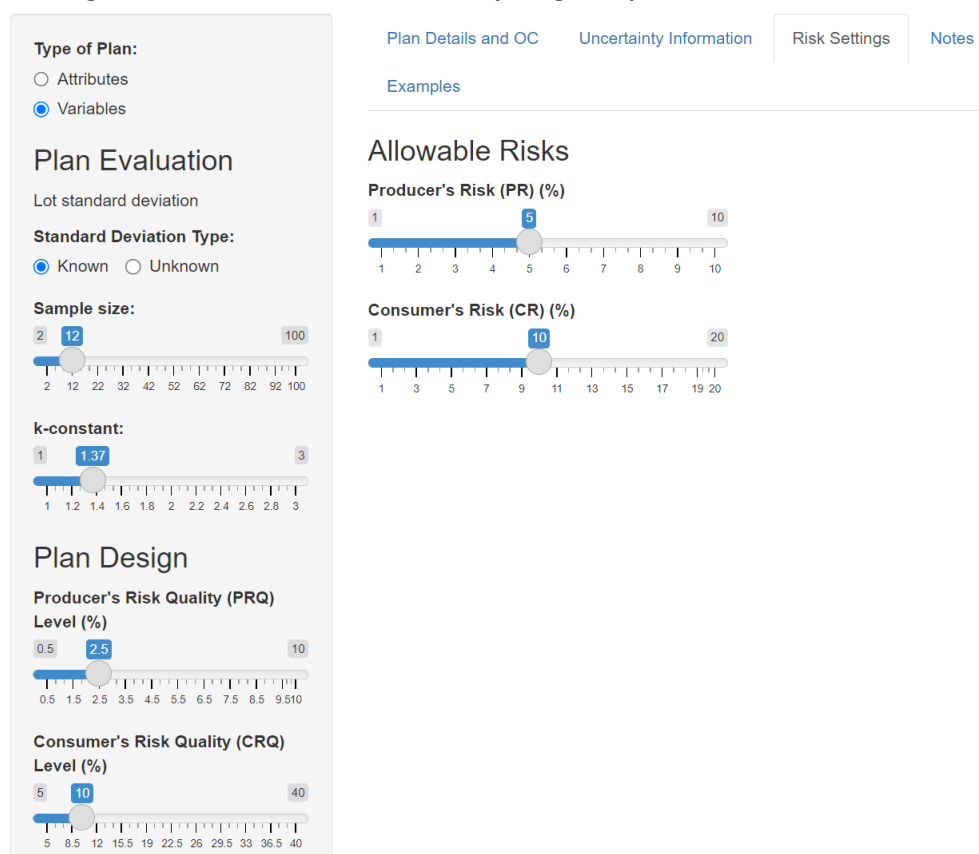 Type of Plan:
Attributes
Variables
Plan Evaluation
Lot standard deviation
Standard Deviation Type:
Known Unknown
Sample size:
2 12 100
2 12 22 32 42 52 62 72 82 92 100
k-constant:
1 1.37 3
1 1.2 1.4 1.6 1.8 2 2.2 2.4 2.6 2.8 3
Plan Design
Producer's Risk Quality (PRQ)
Level (%)
0.5 2.5 10
0.5 1.5 2.5 3.5 4.5 5.5 6.5 7.5 8.5 9.510
Consumer's Risk Quality (CRQ)
Level (%)
5 10 40
5 8.5 12 15.5 19 22.5 26 29.5 33 36.5 40
Plan Details and OC Uncertainty Information Risk Settings Notes
Examples
Allowable Risks
Producer's Risk (PR) (%)
1 5 10
1 2 3 4 5 6 7 8 9 10
Consumer's Risk (CR) (%)
1 10 20
1 3 5 7 9 11 13 15 17 19 20